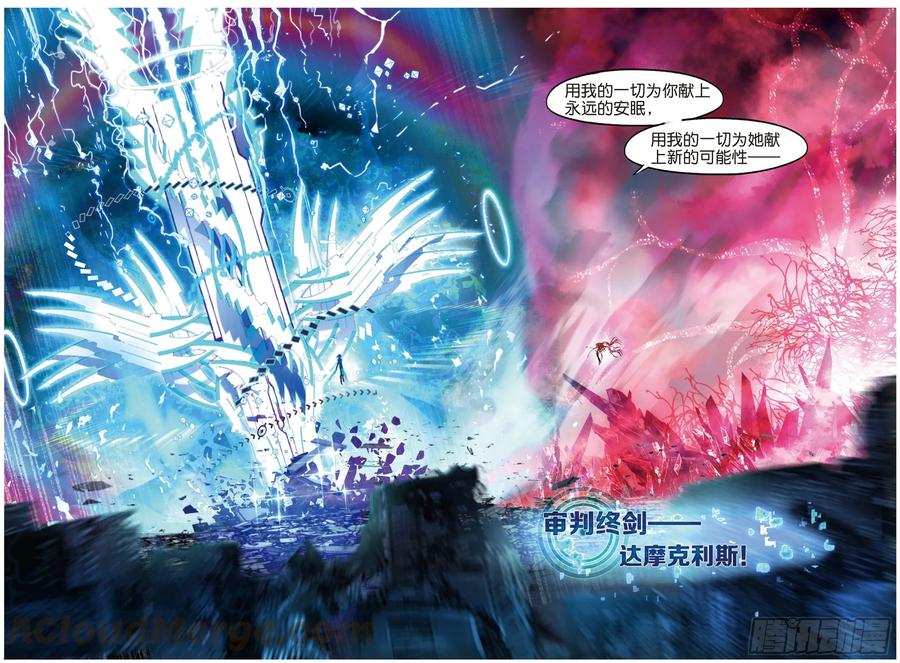 用我的一切为你献上
永远的安眠，
用我的一切为她献
上新的可能性——
审判终剑——
达摩克利斯！
ACloudMerge.com
腾讯动漫